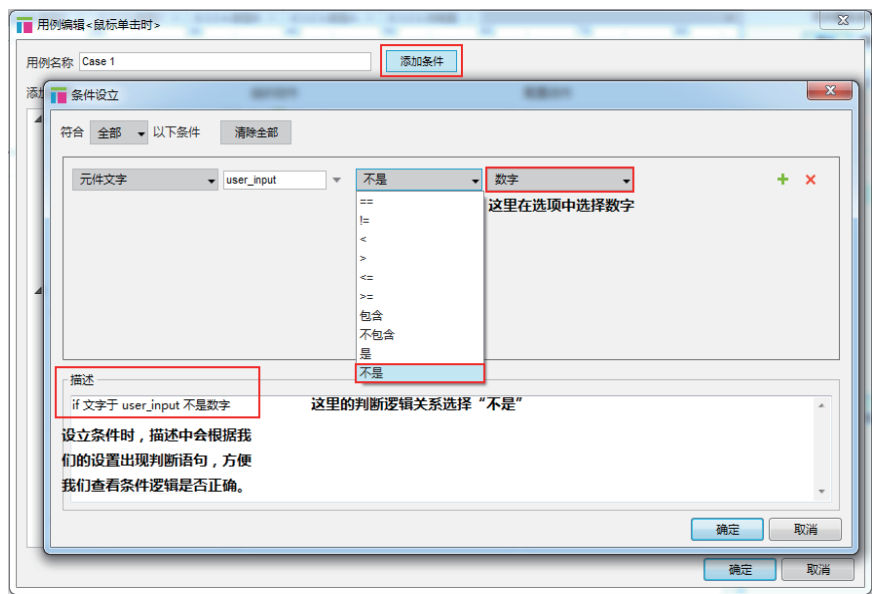 用例编辑<鼠标单击时>
用例名称 Case 1 添加条件
添加
条件设立
符合 全部 以下条件 清除全部
元件文字 user_input 不是 数字
这里在选项中选择数字
==
!=
<
>
<=
>=
包含
不包含
是
不是
描述
if 文字于 user_input 不是数字
这里的判断逻辑关系选择“不是”
设立条件时，描述中会根据我
们的设置出现判断语句，方便
我们查看条件逻辑是否正确。
确定 取消
确定 取消